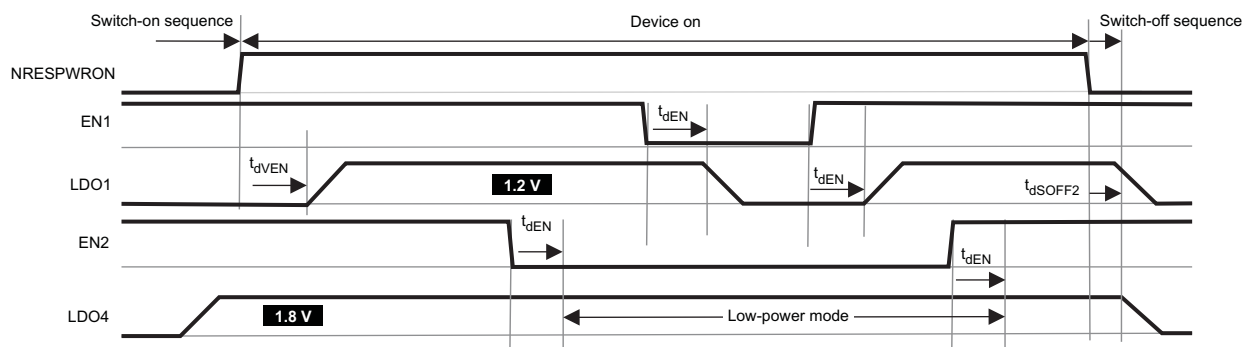 Switch-on sequence
Device on
Switch-off sequence
NRESPWRON
EN1
tdEN
tdVEN
LDO1
1.2 V
tdEN
tdSOFF2
EN2
tdEN
tdEN
LDO4
1.8 V
Low-power mode